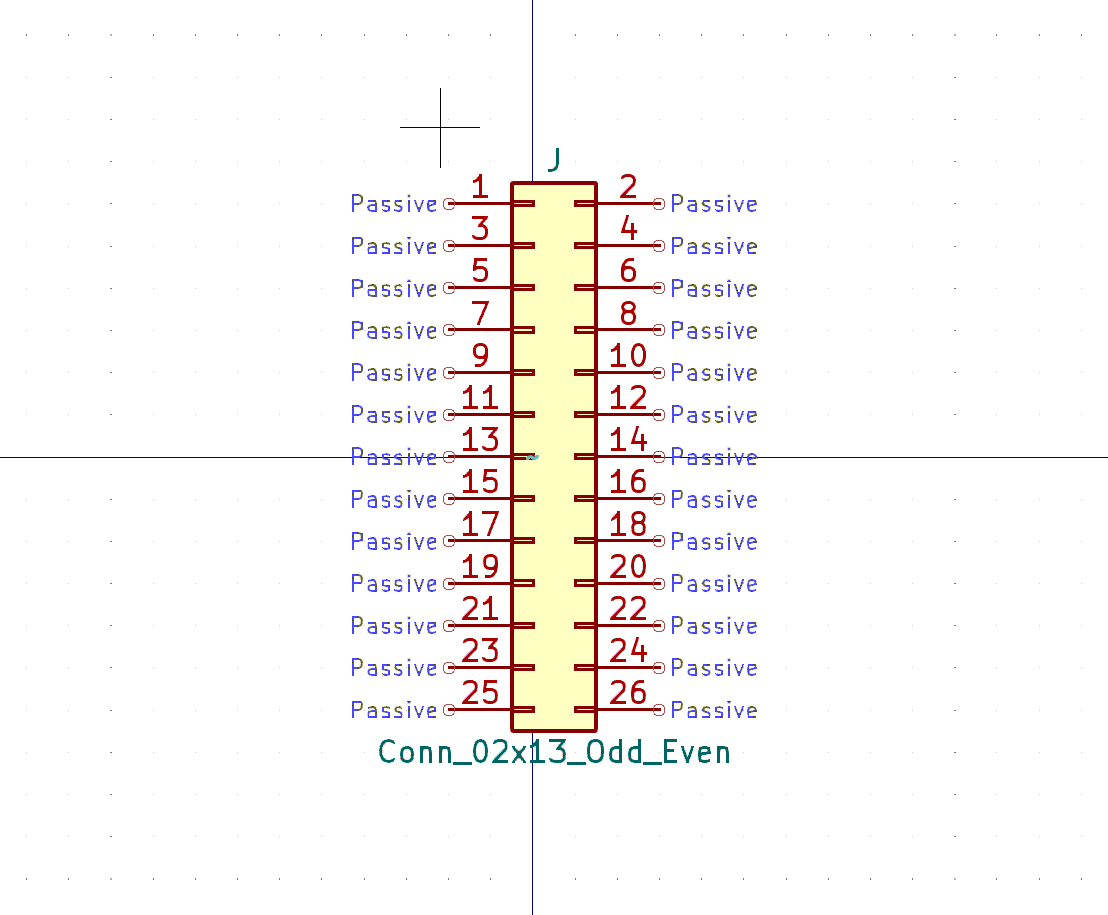 J
Passive 1 2 Passive
Passive 3 4 Passive
Passive 5 6 Passive
Passive 7 8 Passive
Passive 9 10 Passive
Passive 11 12 Passive
Passive 13 14 Passive
Passive 15 16 Passive
Passive 17 18 Passive
Passive 19 20 Passive
Passive 21 22 Passive
Passive 23 24 Passive
Passive 25 26 Passive
Conn_02x13_Odd_Even